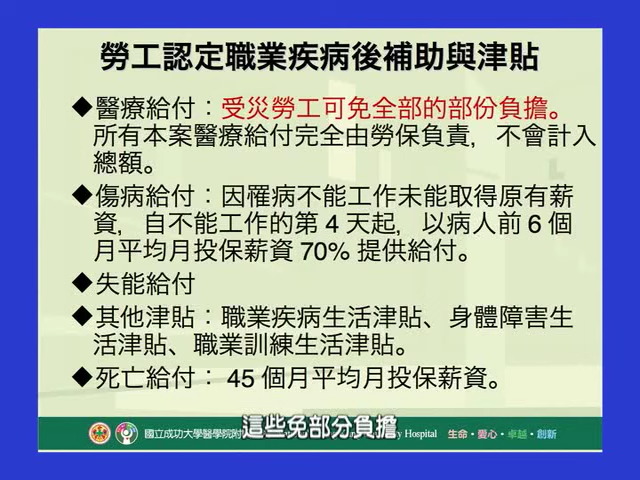 勞工認定職業疾病後補助與津貼
◆醫療給付：受災勞工可免全部的部份負擔。
所有本案醫療給付完全由勞保負責，不會計入
總額。
◆傷病給付：因罹病不能工作未能取得原有薪
資，自不能工作的第 4 天起，以病人前 6 個
月平均月投保薪資 70% 提供給付。
◆失能給付
◆其他津貼：職業疾病生活津貼、身體障害生
活津貼、職業訓練生活津貼。
◆死亡給付： 45 個月平均月投保薪資。
國立成功大學醫學院附 Hospital 生命・愛心・卓越・創新
這些免部分負擔